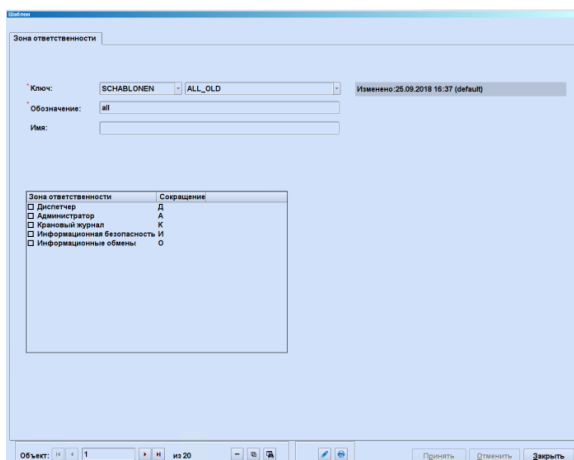 Шаблон
Зона ответственности
*Ключ: SCHABLONEN ALL_OLD Изменено:25.09.2018 16:37 (default)
*Обозначение: all
Имя:
Зона ответственности Сокращение
Диспетчер Д
Администратор А
Крановый журнал К
Информационная безопасность И
Информационные обмены О
Объект: 1 из 20 Принять Отменить Закрыть